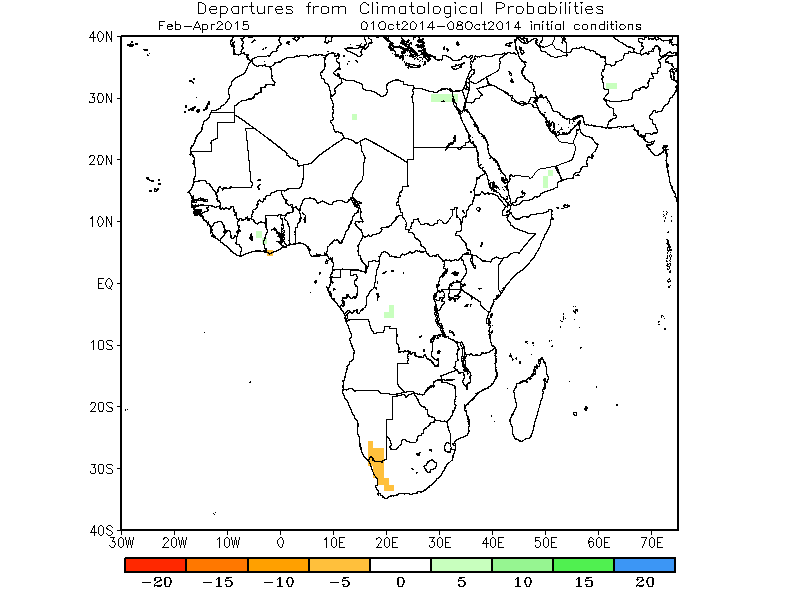 Departures from Climatological Probabilities
Feb-Apr2015 01Oct2014-08Oct2014 initial conditions
40N
30N
20N
10N
EQ
10S
20S
30S
40S
30W 20W 10W 0 10E 20E 30E 40E 50E 60E 70E
-20 -15 -10 -5 0 5 10 15 20